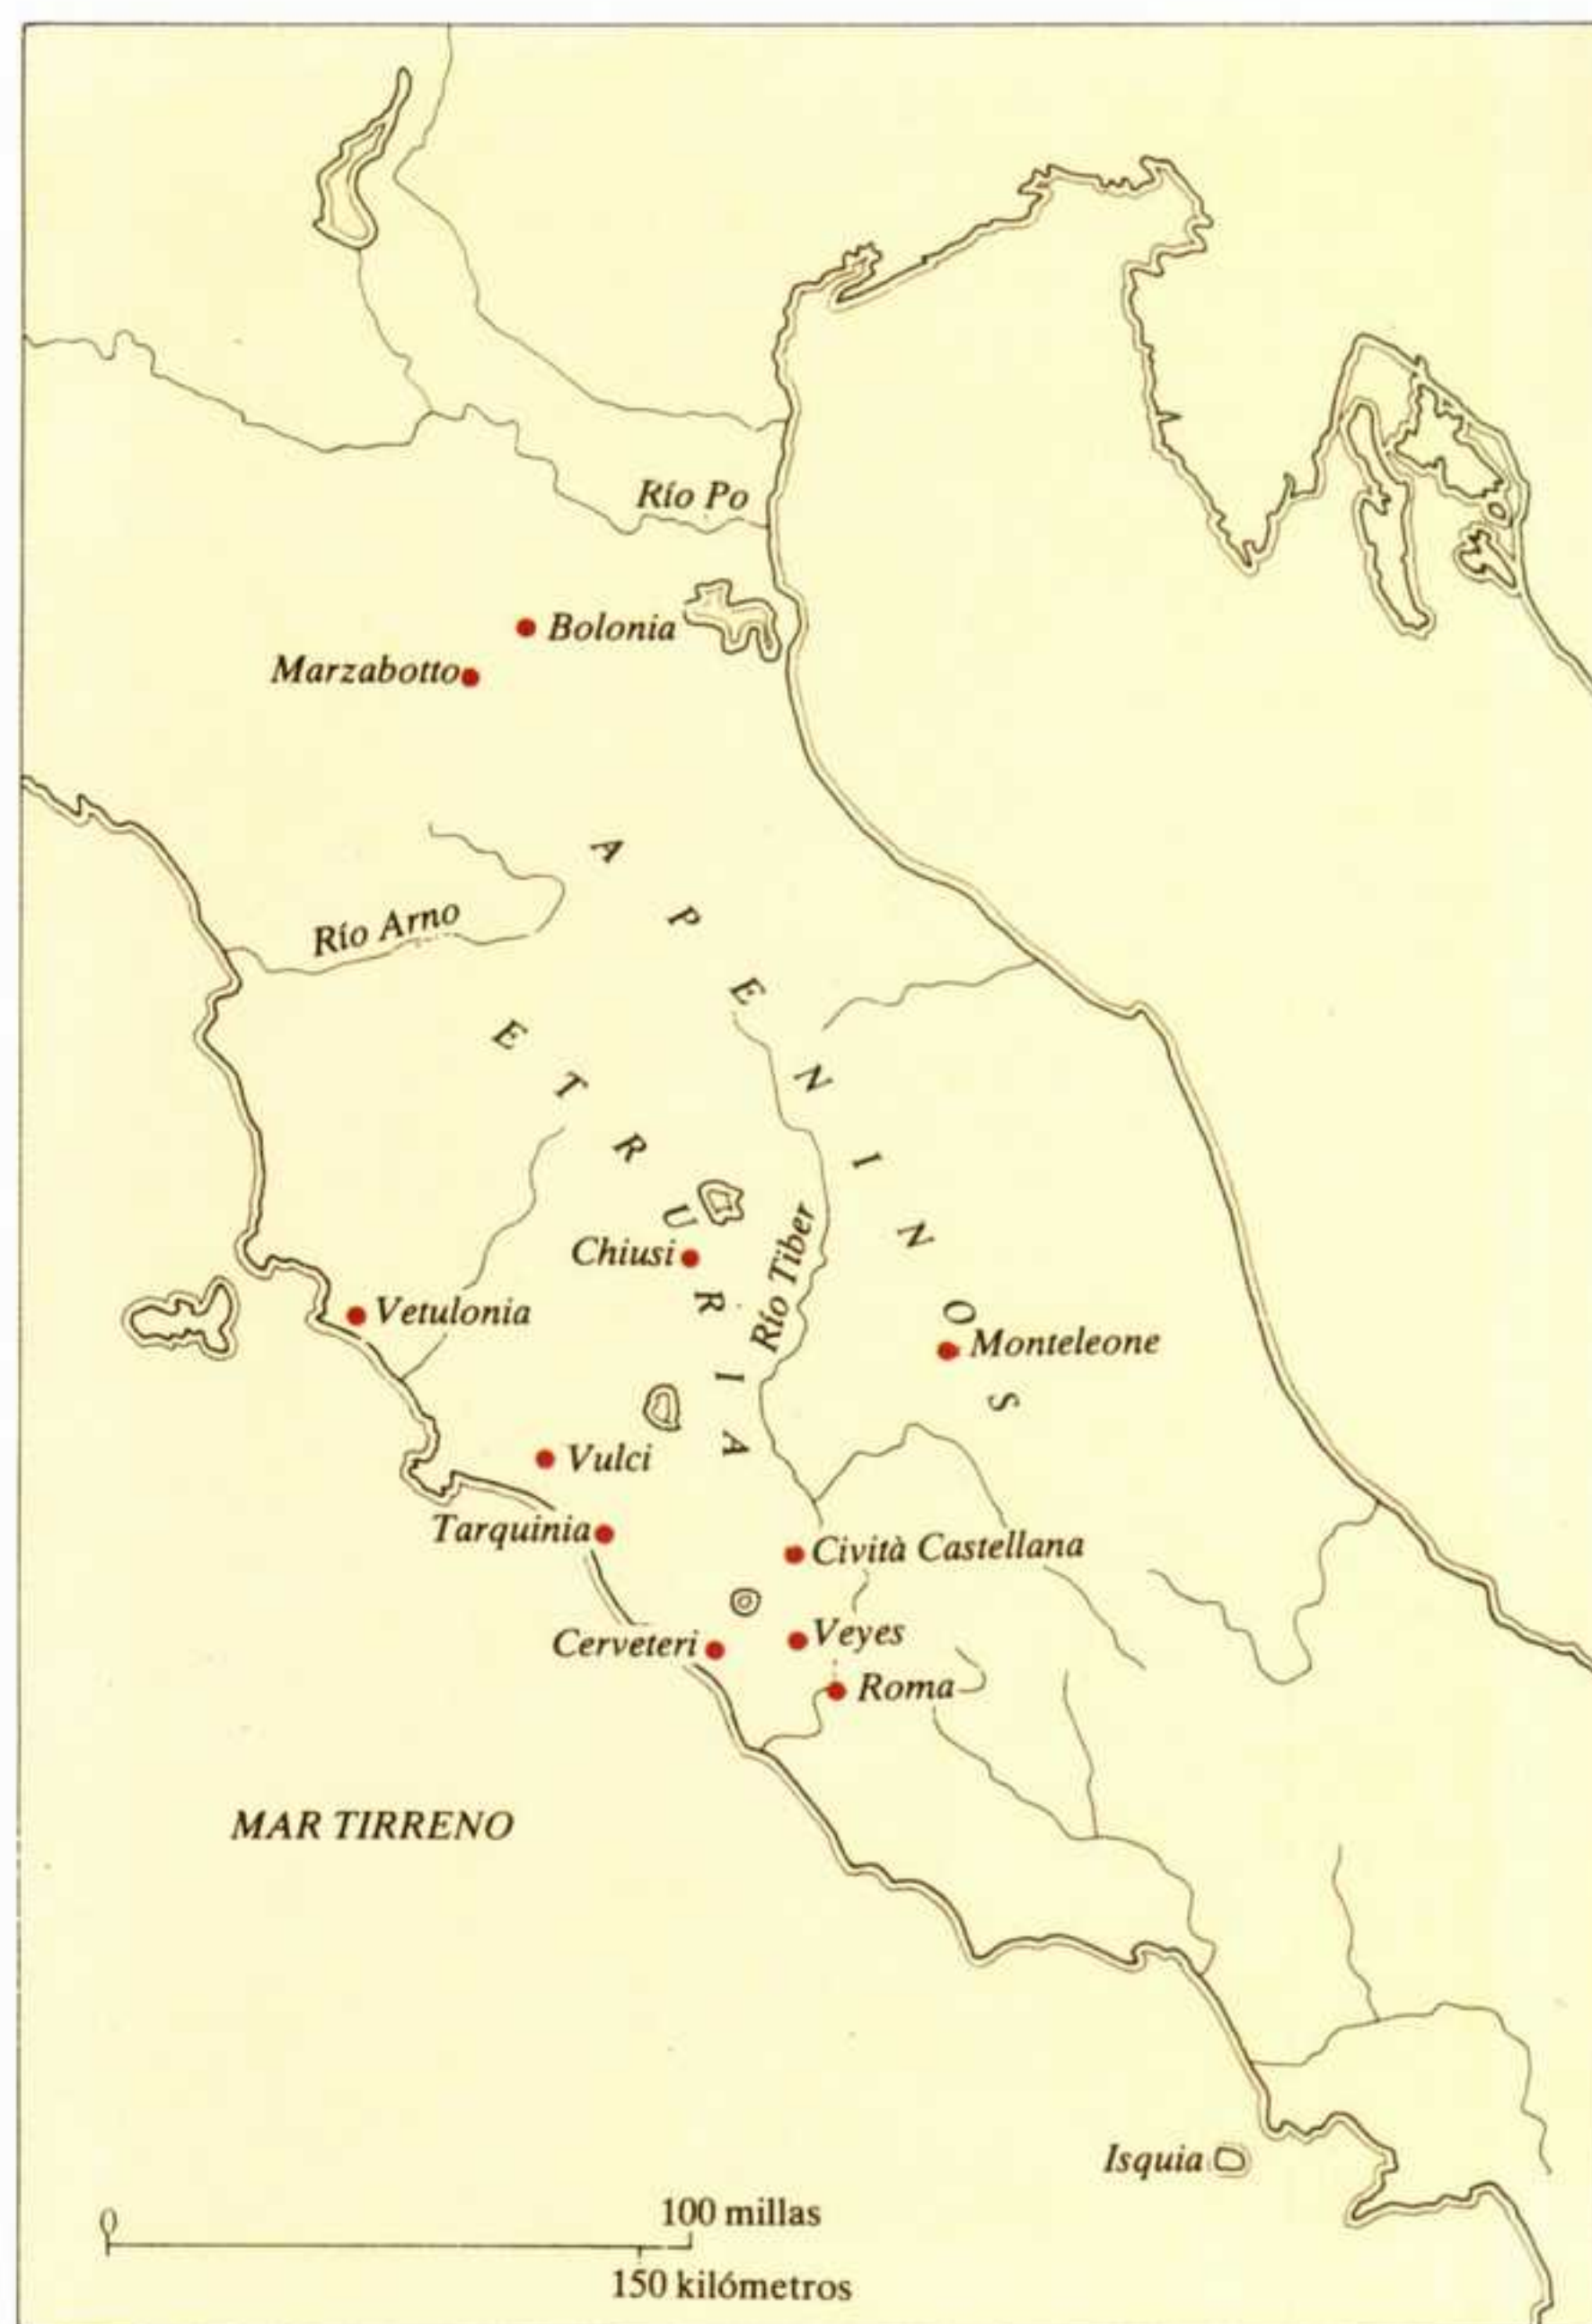 Río Po
Bolonia
Marzabotto
APENINOS
Río Arno
ETRURIA
Chiusi
Río Tiber
Vetulonia
Monteleone
Vulci
Tarquinia
Cività Castellana
Cerveteri
Veyes
Roma
MAR TIRRENO
Isquia
0
100 millas
150 kilómetros